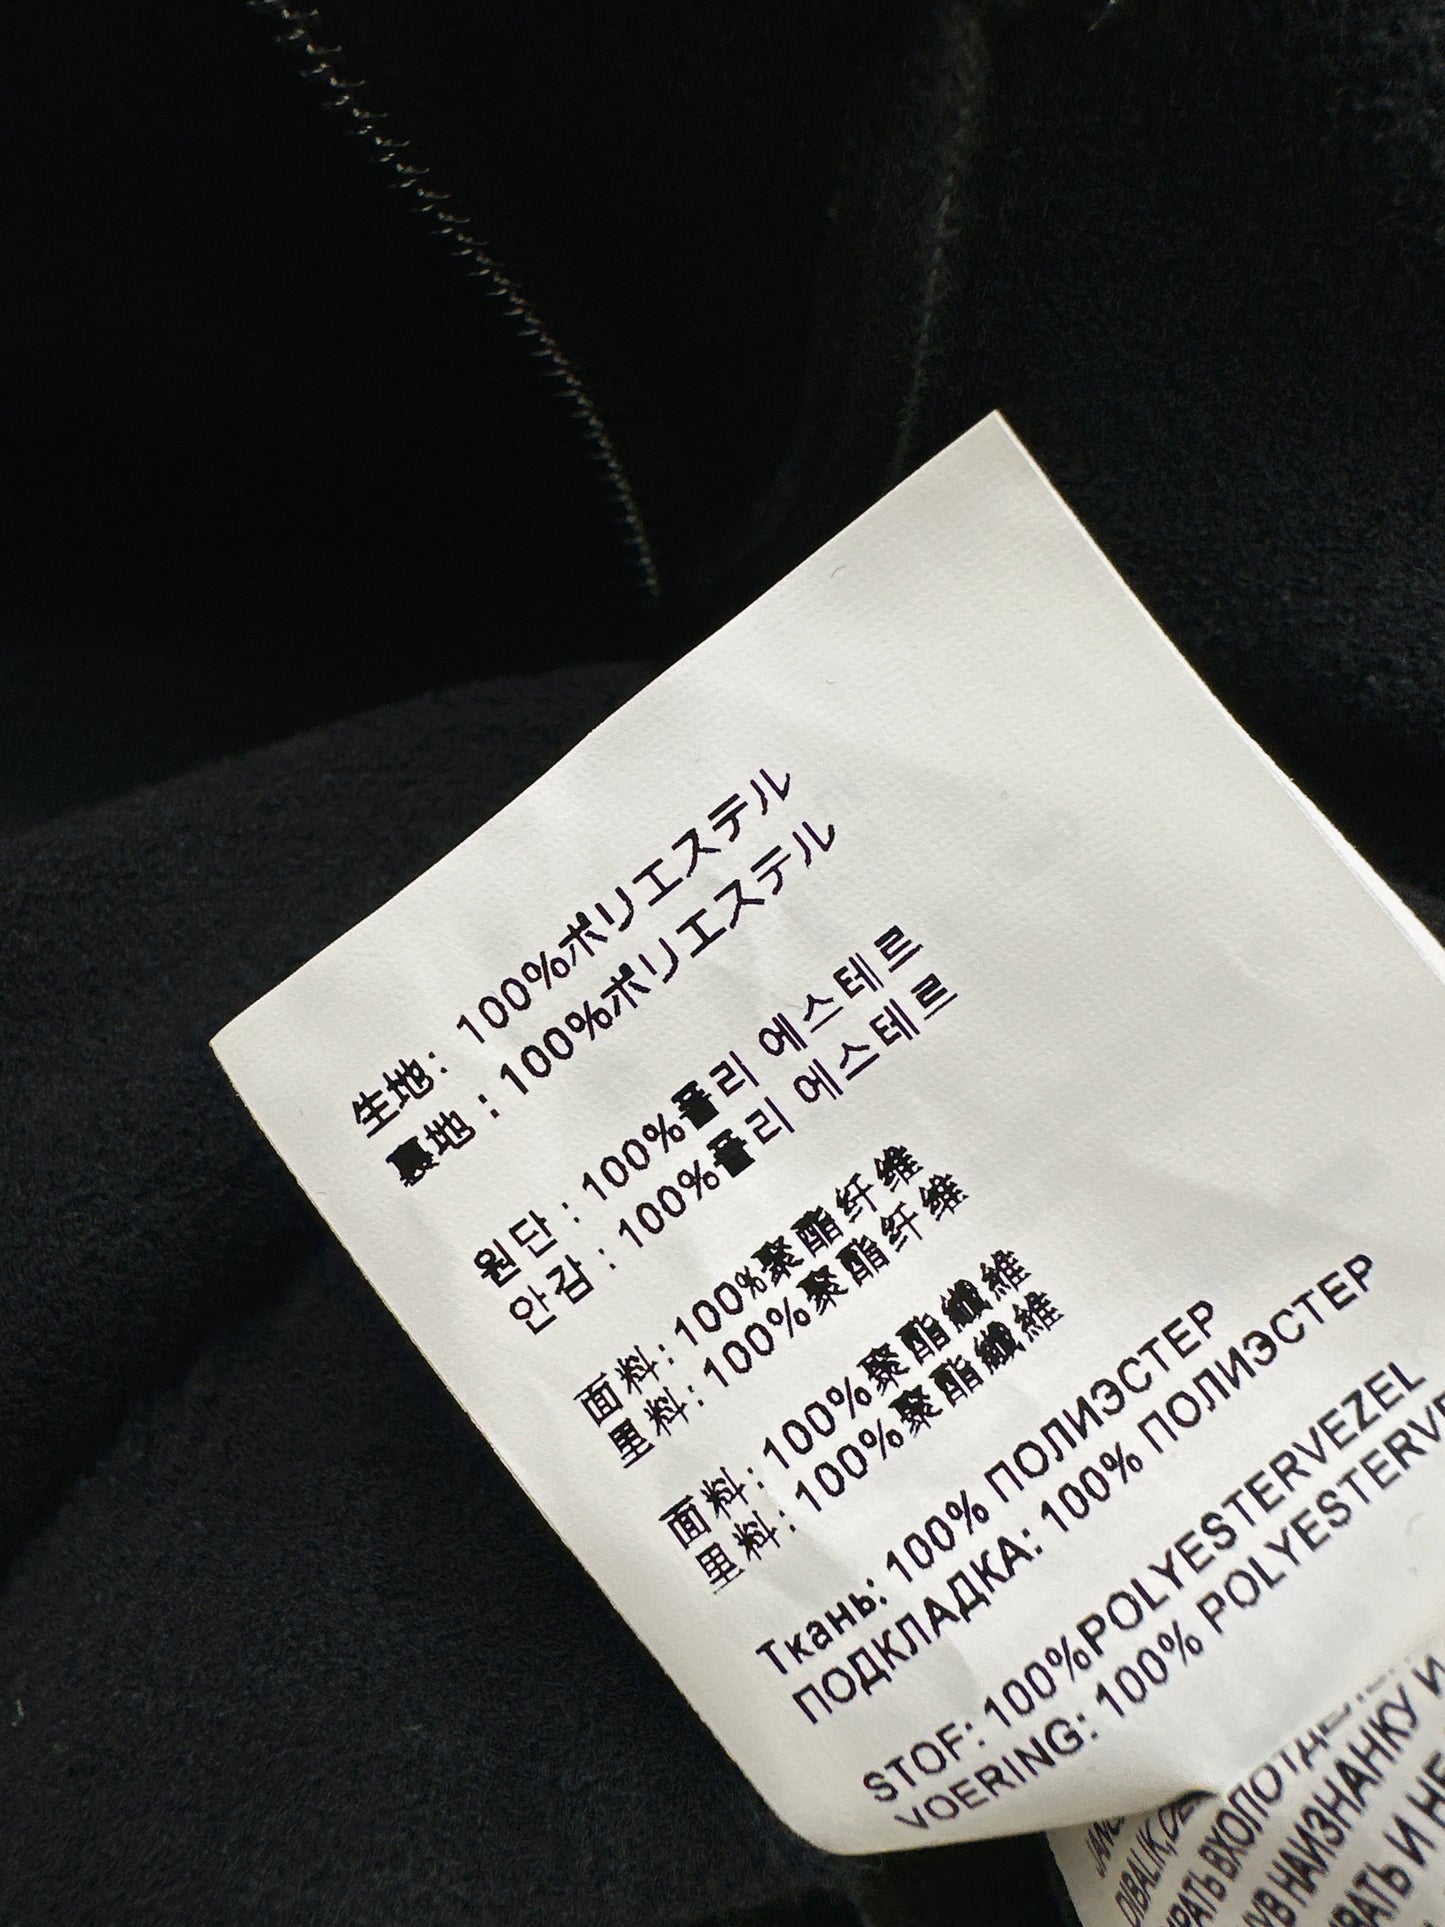 生地: 100%ポリエステル
裏地 : 100%ポリエステル
원단 : 100%폴리 에스테르
안감 : 100%폴리 에스테르
面料: 100%聚酯纤维
里料: 100%聚酯纤维
面料: 100%聚酯纖維
里料: 100%聚酯纖維
Ткань: 100% ПОЛИЭСТЕР
ПОДКЛАДКА: 100% ПОЛИЭСТЕР
STOF: 100%POLYESTERVEZEL
VOERING: 100%
НАИЗНАНКУ И
И НЕ